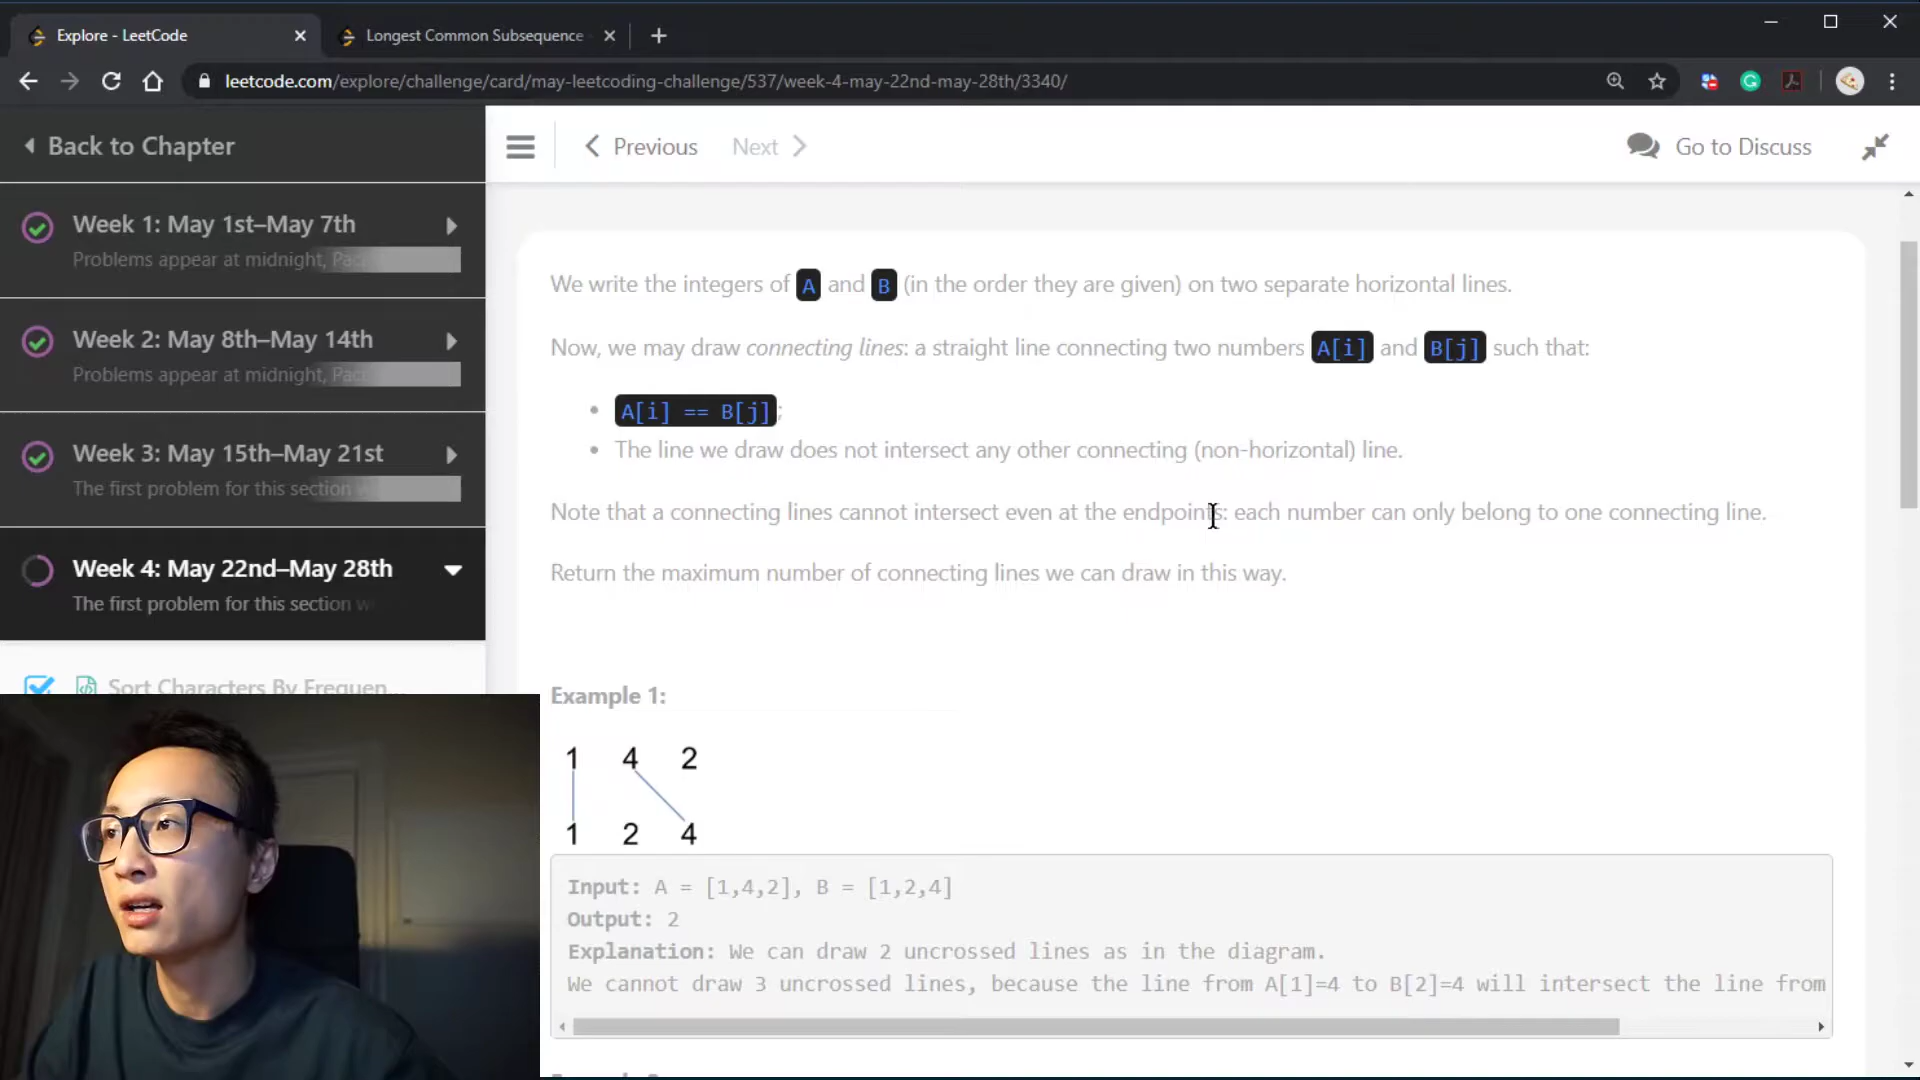 Explore - LeetCode
Longest Common Subsequence
leetcode.com/explore/challenge/card/may-leetcoding-challenge/537/week-4-may-22nd-may-28th/3340/
Back to Chapter
Previous
Next
Go to Discuss
Week 1: May 1st–May 7th
Problems appear at midnight, Pac
Week 2: May 8th–May 14th
Problems appear at midnight, Pac
Week 3: May 15th–May 21st
The first problem for this section w
Week 4: May 22nd–May 28th
The first problem for this section w
Sort Characters By Frequen...
We write the integers of A and B (in the order they are given) on two separate horizontal lines.
Now, we may draw connecting lines: a straight line connecting two numbers A[i] and B[j] such that:
A[i] == B[j];
The line we draw does not intersect any other connecting (non-horizontal) line.
Note that a connecting lines cannot intersect even at the endpoints: each number can only belong to one connecting line.
Return the maximum number of connecting lines we can draw in this way.
Example 1:
1 4 2
1 2 4
Input: A = [1,4,2], B = [1,2,4]
Output: 2
Explanation: We can draw 2 uncrossed lines as in the diagram.
We cannot draw 3 uncrossed lines, because the line from A[1]=4 to B[2]=4 will intersect the line from